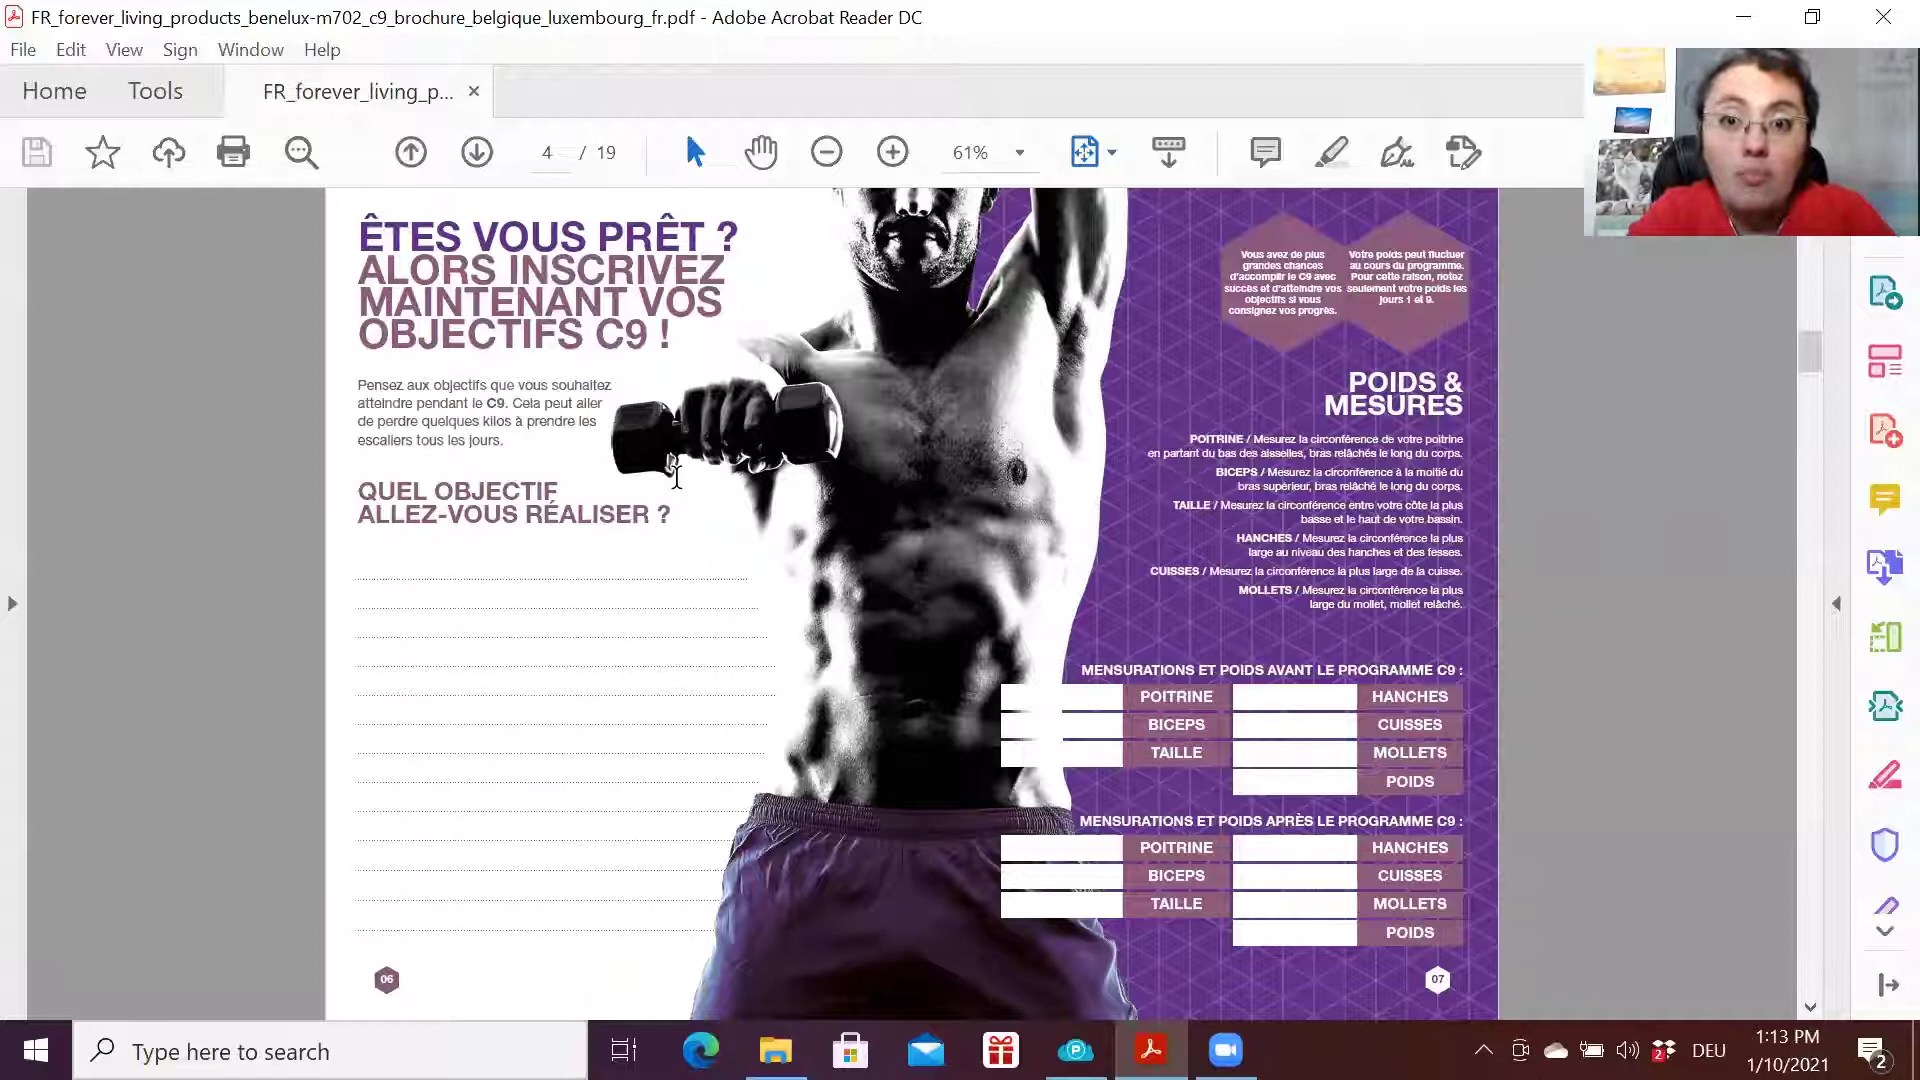 FR_forever_living_products_benelux-m702_c9_brochure_belgique_luxembourg_fr.pdf - Adobe Acrobat Reader DC
File Edit View Sign Window Help
Home Tools FR_forever_living_p...
4 / 19
61%
ÊTES VOUS PRÊT ?
ALORS INSCRIVEZ
MAINTENANT VOS
OBJECTIFS C9 !
Pensez aux objectifs que vous souhaitez
atteindre pendant le C9. Cela peut aller
de perdre quelques kilos à prendre les
escaliers tous les jours.
QUEL OBJECTIF
ALLEZ-VOUS RÉALISER ?
06
Vous avez de plus
grandes chances
d'accomplir le C9 avec
succès et d'atteindre vos
objectifs si vous
consignez vos progrès.
Votre poids peut fluctuer
au cours du programme.
Pour cette raison, notez
seulement votre poids les
jours 1 et 9.
POIDS &
MESURES
POITRINE / Mesurez la circonférence de votre poitrine
en partant du bas des aisselles, bras relâchés le long du corps.
BICEPS / Mesurez la circonférence à la moitié du
bras supérieur, bras relâché le long du corps.
TAILLE / Mesurez la circonférence entre votre côte la plus
basse et le haut de votre bassin.
HANCHES / Mesurez la circonférence la plus
large au niveau des hanches et des fesses.
CUISSES / Mesurez la circonférence la plus large de la cuisse.
MOLLETS / Mesurez la circonférence la plus
large du mollet, mollet relâché.
MENSURATIONS ET POIDS AVANT LE PROGRAMME C9 :
POITRINE HANCHES
BICEPS CUISSES
TAILLE MOLLETS
POIDS
MENSURATIONS ET POIDS APRÈS LE PROGRAMME C9 :
POITRINE HANCHES
BICEPS CUISSES
TAILLE MOLLETS
POIDS
07
Type here to search
2
DEU
1:13 PM
1/10/2021
2